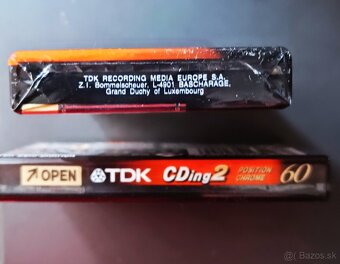 TDK RECORDING MEDIA EUROPE S.A.
Z.I. Bommelscheuer, L-4901 BASCHARAGE,
Grand Duchy of Luxembourg
OPEN TDK CDing2 POSITION CHROME 60
Bazos.sk